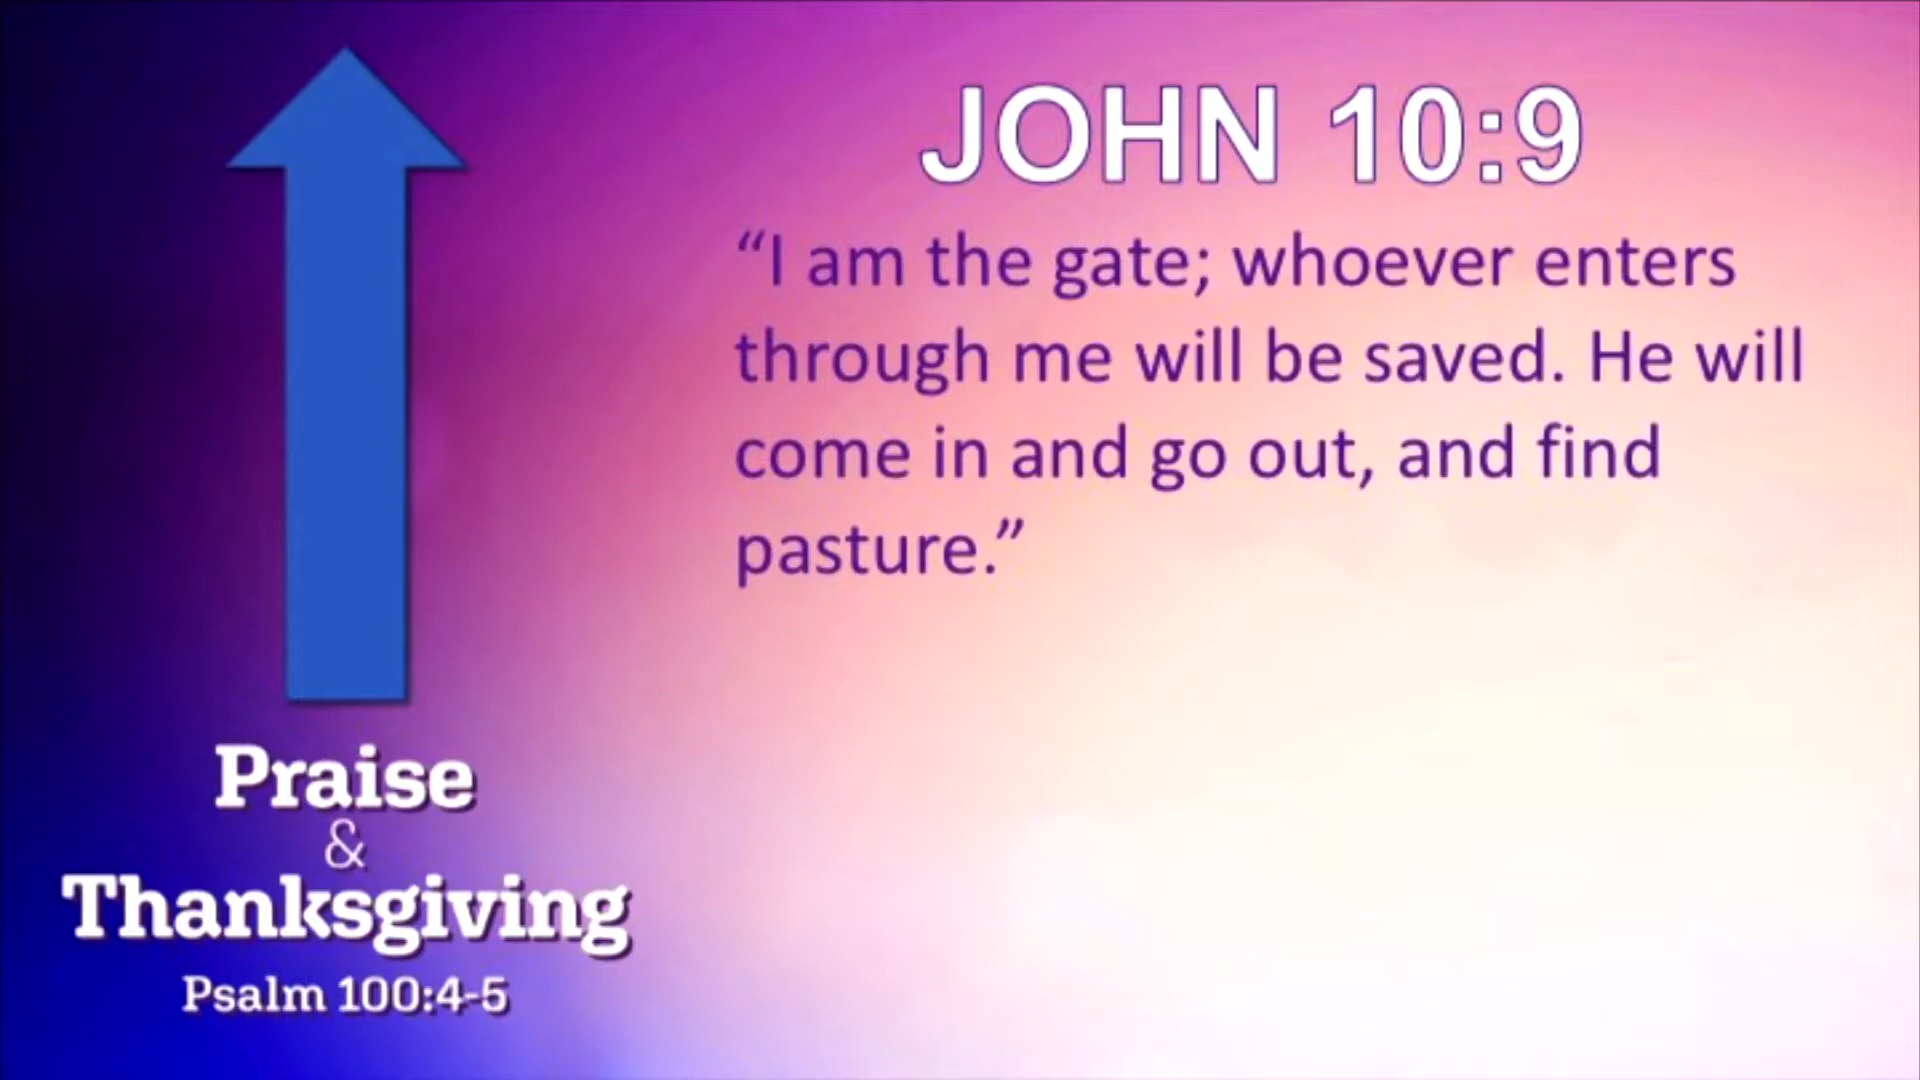 JOHN 10:9
“I am the gate; whoever enters
through me will be saved. He will
come in and go out, and find
pasture.”
Praise
&
Thanksgiving
Psalm 100:4-5